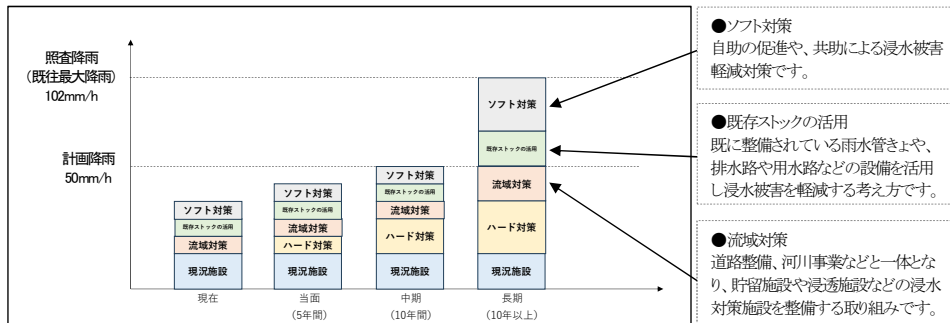 照査降雨
(既往最大降雨)
102mm/h
計画降雨
50mm/h
ソフト対策
既存ストックの活用
流域対策
現況施設
ソフト対策
既存ストックの活用
流域対策
ハード対策
現況施設
ソフト対策
既存ストックの活用
流域対策
ハード対策
現況施設
ソフト対策
既存ストックの活用
流域対策
ハード対策
現況施設
現在
当面
(5年間)
中期
(10年間)
長期
(10年以上)
●ソフト対策
自助の促進や、共助による浸水被害
軽減対策です。
●既存ストックの活用
既に整備されている雨水管きょや、
排水路や用水路などの設備を活用
し浸水被害を軽減する考え方です。
●流域対策
道路整備、河川事業などと一体とな
り、貯留施設や浸透施設などの浸水
対策施設を整備する取り組みです。